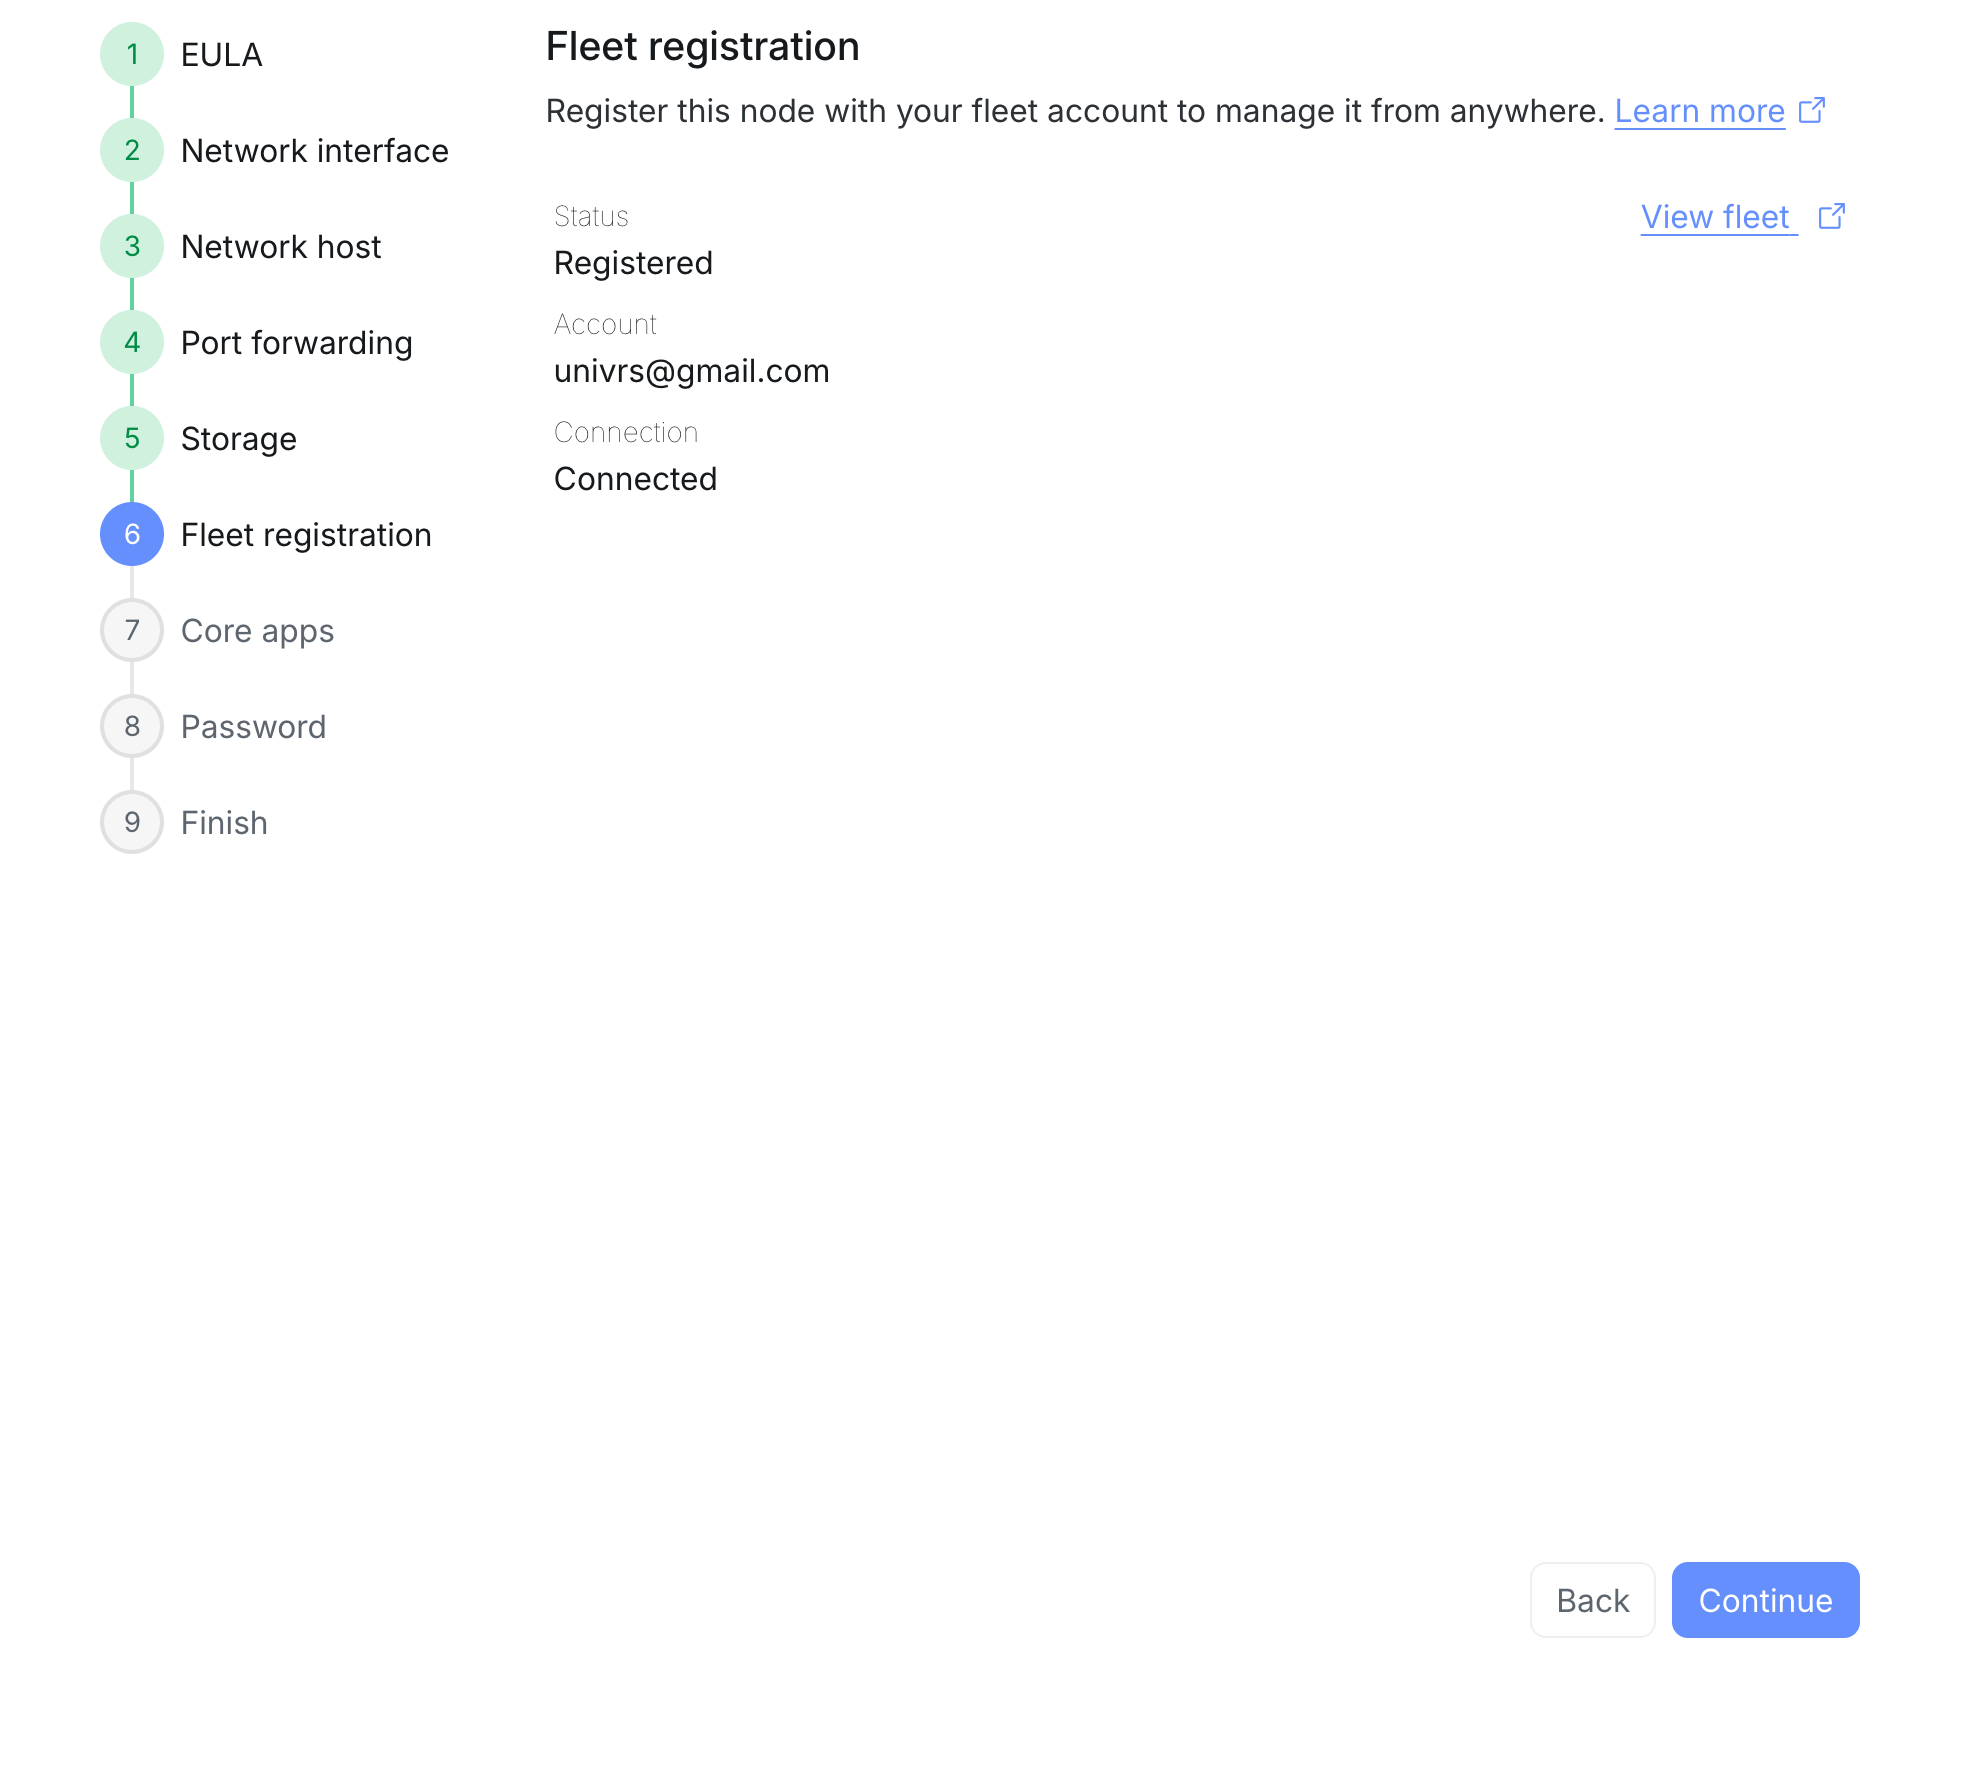 1 EULA
2 Network interface
3 Network host
4 Port forwarding
5 Storage
6 Fleet registration
7 Core apps
8 Password
9 Finish
Fleet registration
Register this node with your fleet account to manage it from anywhere. Learn more
View fleet
Status
Registered
Account
univrs@gmail.com
Connection
Connected
Back
Continue